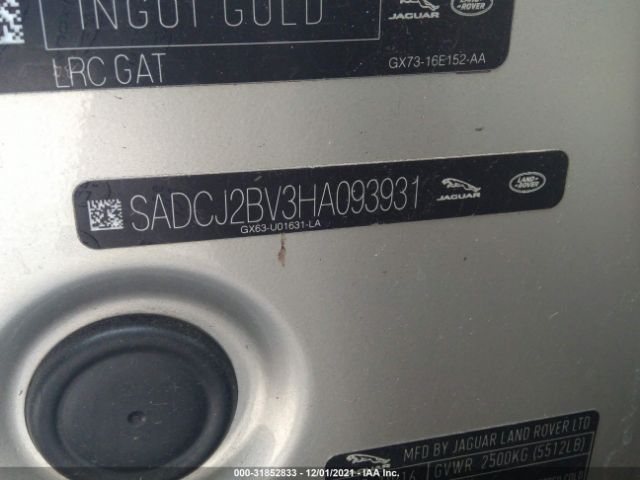 INGOT GOLD
JAGUAR
LAND ROVER
LRC GAT
GX73-16E152-AA
SADCJ2BV3HA093931
JAGUAR
LAND ROVER
GX63-U01631-LA
MFD BY JAGUAR LAND ROVER LTD
GVWR 2500KG (5512LB)
000-31852833 - 12/01/2021 - IAA Inc.